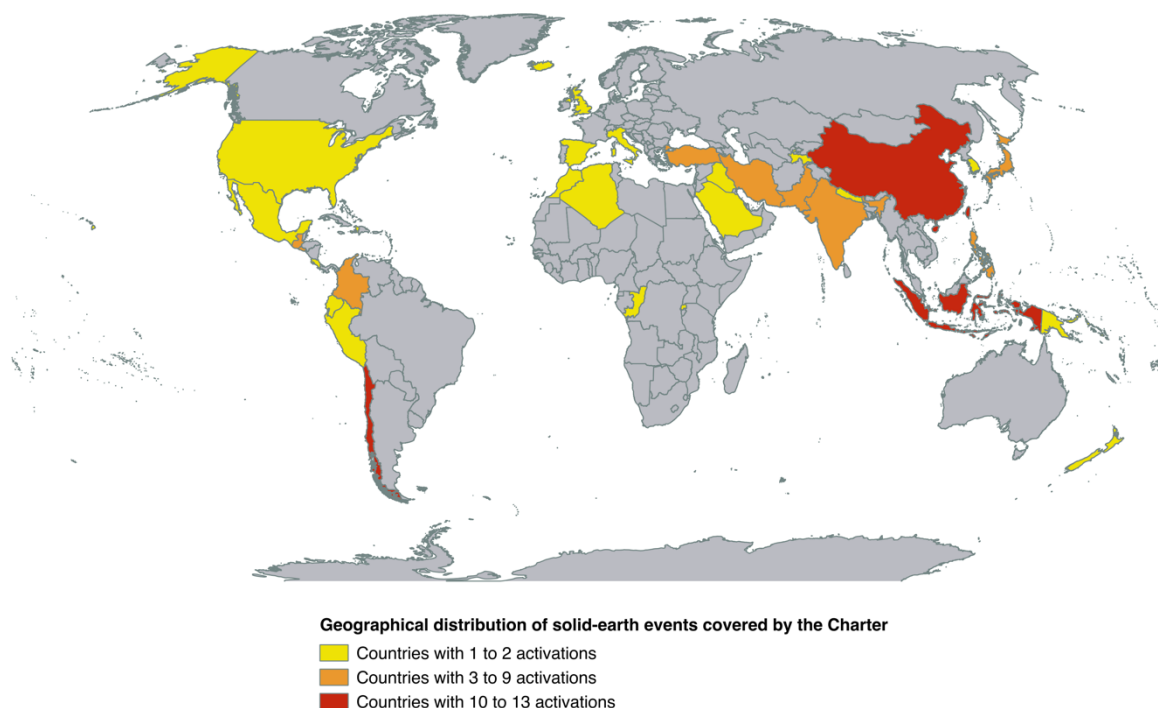 Geographical distribution of solid-earth events covered by the Charter
Countries with 1 to 2 activations
Countries with 3 to 9 activations
Countries with 10 to 13 activations